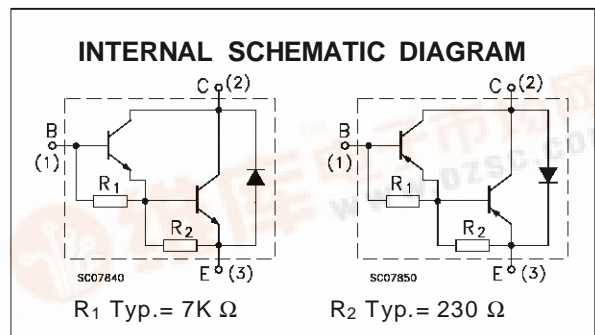 INTERNAL SCHEMATIC DIAGRAM
C (2)
B
(1)
R1
R2
E (3)
SC07840
C (2)
B
(1)
R1
R2
E (3)
SC07850
R1 Typ.= 7K Ω
R2 Typ.= 230 Ω